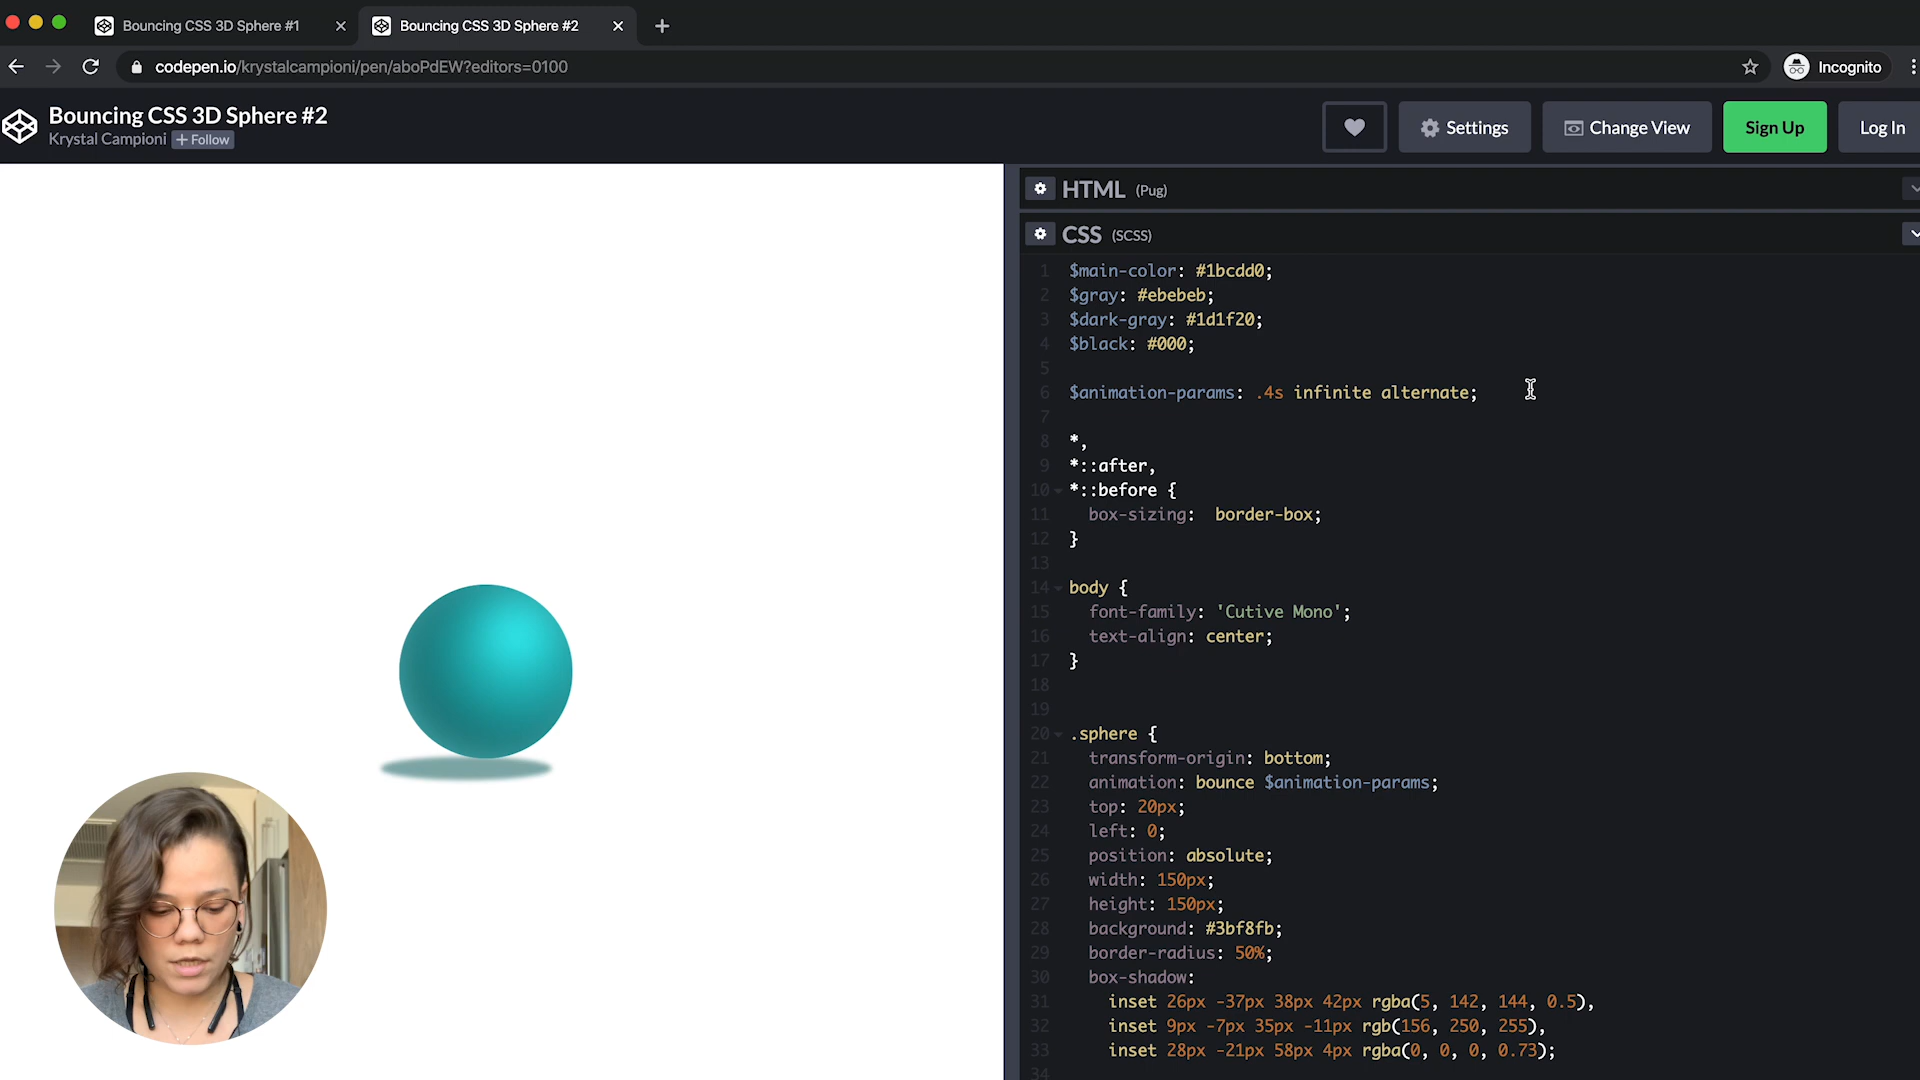 Bouncing CSS 3D Sphere #1
Bouncing CSS 3D Sphere #2
codepen.io/krystalcampioni/pen/aboPdEW?editors=0100
Incognito
Bouncing CSS 3D Sphere #2
Krystal Campioni + Follow
Settings
Change View
Sign Up
Log In
HTML (Pug)
CSS (SCSS)
1 $main-color: #1bcdd0;
2 $gray: #ebebeb;
3 $dark-gray: #1d1f20;
4 $black: #000;
5
6 $animation-params: .4s infinite alternate;
7
8 *,
9 *::after,
10 *::before {
11 box-sizing:  border-box;
12 }
13
14 body {
15 font-family: 'Cutive Mono';
16 text-align: center;
17 }
18
19
20 .sphere {
21 transform-origin: bottom;
22 animation: bounce $animation-params;
23 top: 20px;
24 left: 0;
25 position: absolute;
26 width: 150px;
27 height: 150px;
28 background: #3bf8fb;
29 border-radius: 50%;
30 box-shadow:
31 inset 26px -37px 38px 42px rgba(5, 142, 144, 0.5),
32 inset 9px -7px 35px -11px rgb(156, 250, 255),
33 inset 28px -21px 58px 4px rgba(0, 0, 0, 0.73);
34